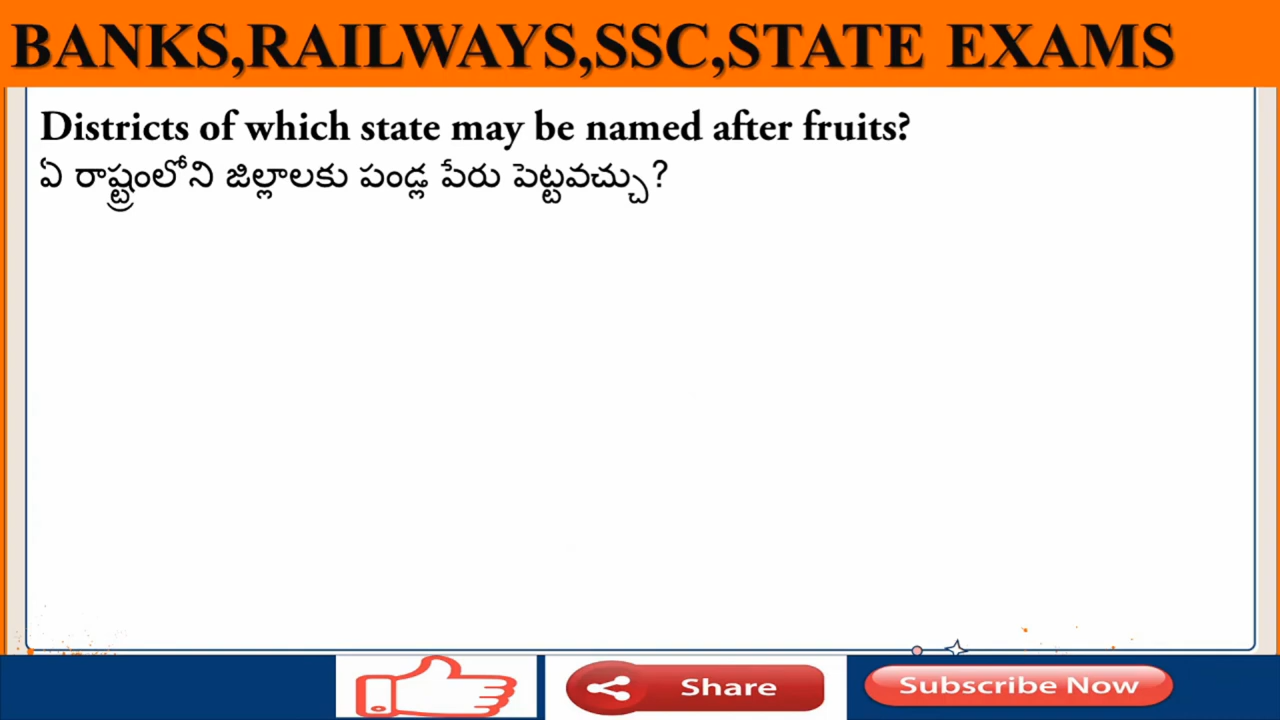 BANKS,RAILWAYS,SSC,STATE EXAMS
Districts of which state may be named after fruits?
ఏ రాష్ట్రంలోని జిల్లాలకు పండ్ల పేరు పెట్టవచ్చు?
Share
Subscribe Now